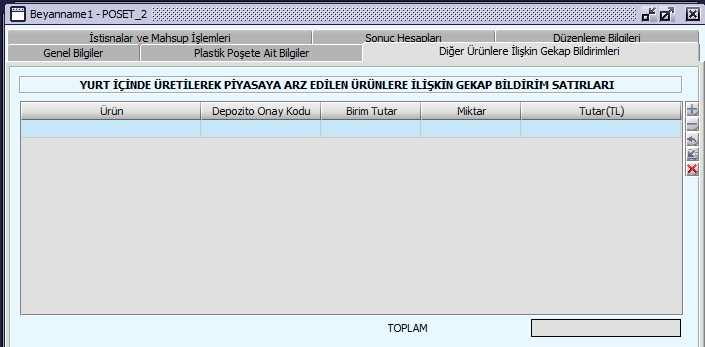 Beyanname1 - POSET_2
İstisnalar ve Mahsup İşlemleri Sonuç Hesapları Düzenleme Bilgileri
Genel Bilgiler Plastik Poşete Ait Bilgiler Diğer Ürünlere İlişkin Gekap Bildirimleri
YURT İÇİNDE ÜRETİLEREK PİYASAYA ARZ EDİLEN ÜRÜNLERE İLİŞKİN GEKAP BİLDİRİM SATIRLARI
Ürün Depozito Onay Kodu Birim Tutar Miktar Tutar(TL)
TOPLAM